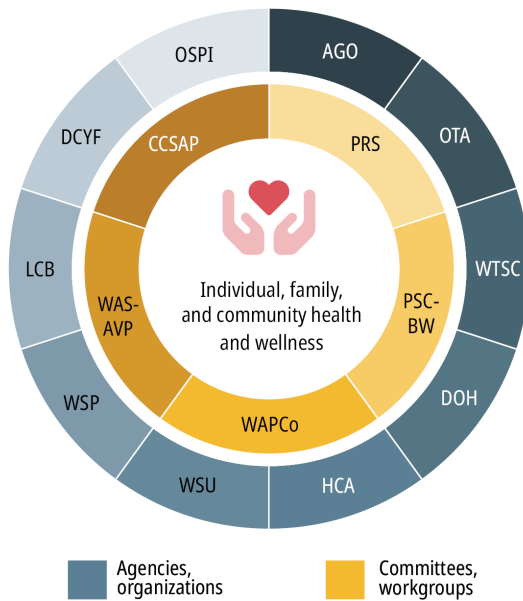 OSPI
AGO
DCYF
CCSAP
PRS
OTA
LCB
WAS-
AVP
Individual, family,
and community health
and wellness
PSC-
BW
WTSC
WSP
WAPCo
DOH
WSU
HCA
Agencies,
organizations
Committees,
workgroups